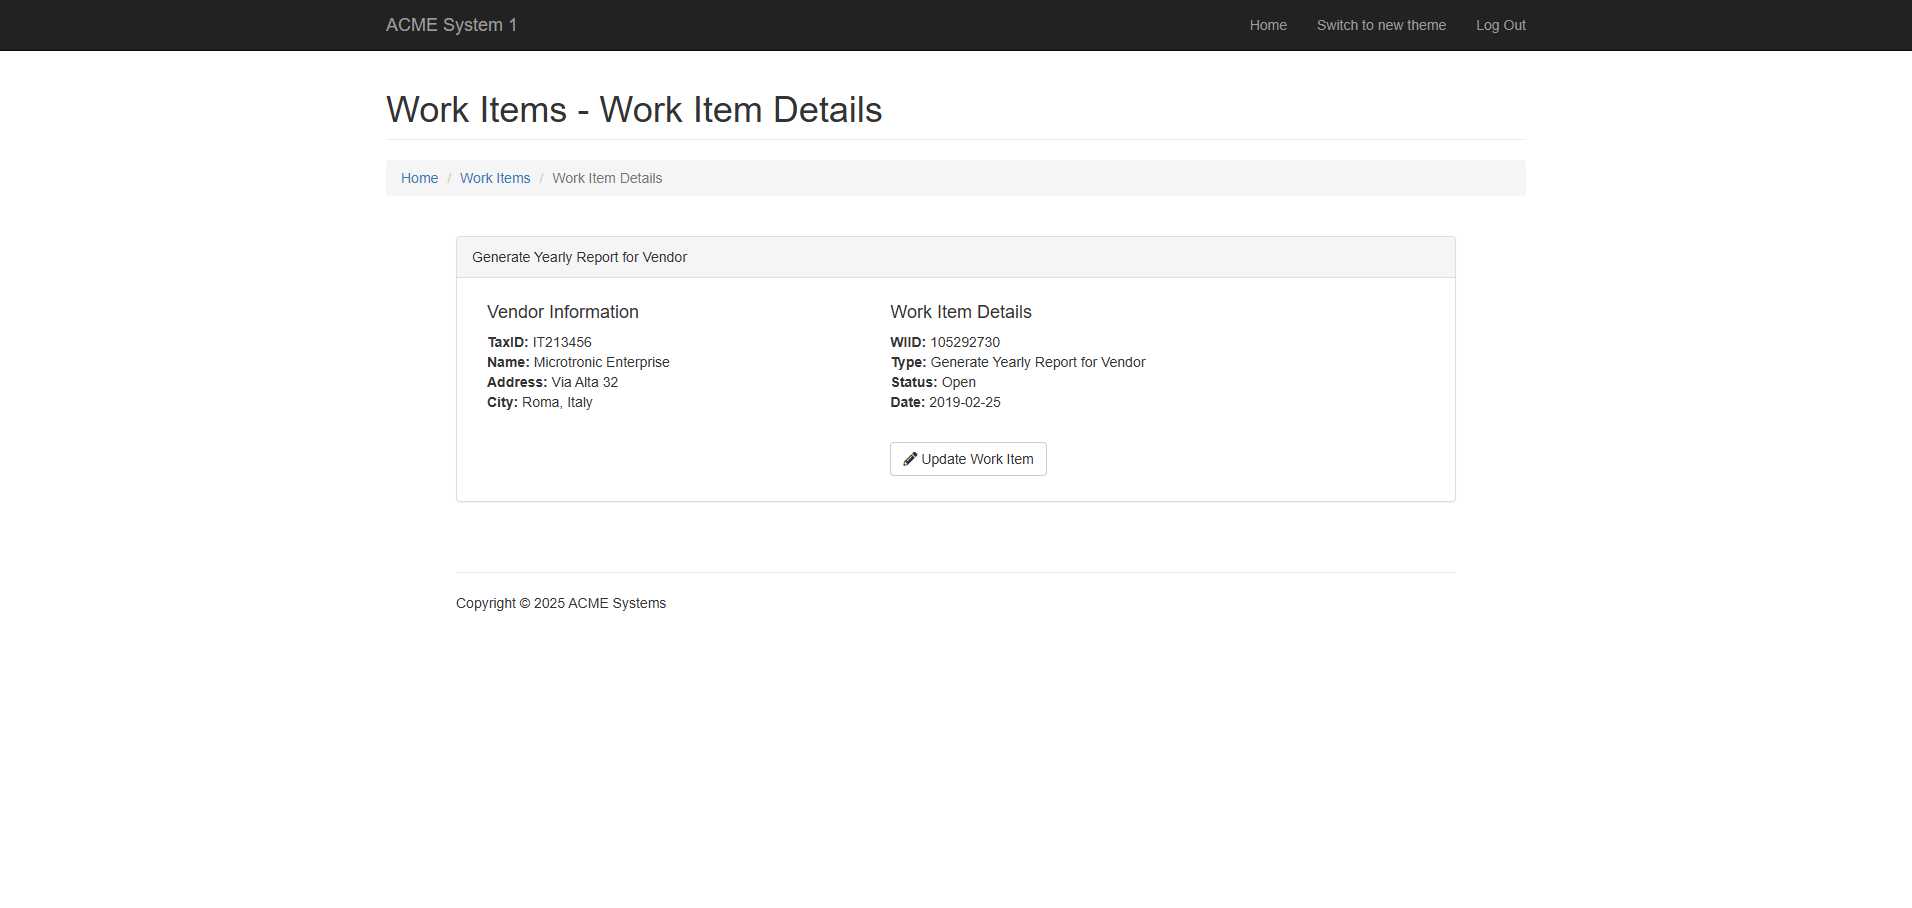 ACME System 1
Home
Switch to new theme
Log Out
Work Items - Work Item Details
Home / Work Items / Work Item Details
Generate Yearly Report for Vendor
Vendor Information
TaxID: IT213456
Name: Microtronic Enterprise
Address: Via Alta 32
City: Roma, Italy
Work Item Details
WIID: 105292730
Type: Generate Yearly Report for Vendor
Status: Open
Date: 2019-02-25
Update Work Item
Copyright © 2025 ACME Systems